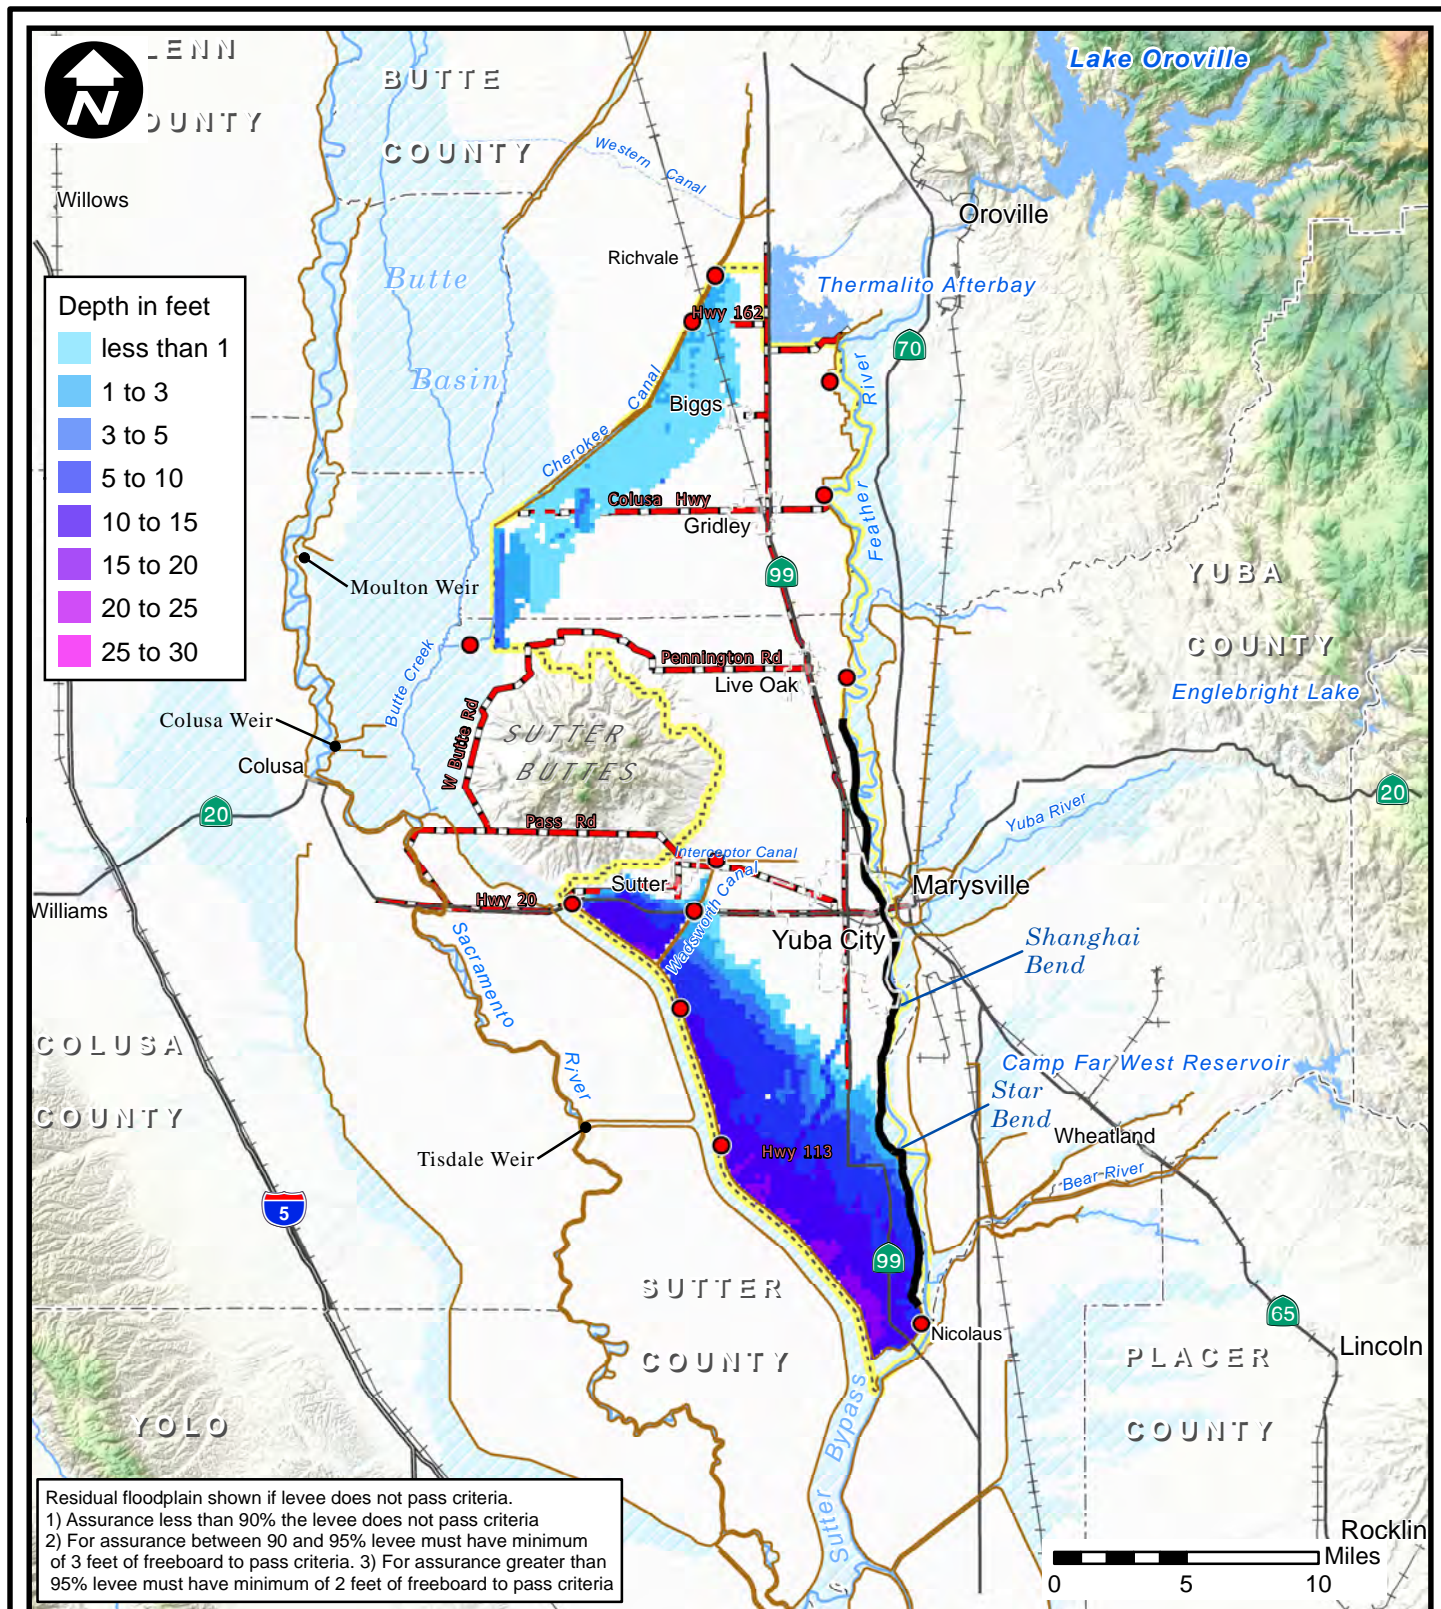 N
LENN
COUNTY
BUTTE
COUNTY
Lake Oroville
Western Canal
Willows
Oroville
Richvale
Butte
Basin
Thermalito Afterbay
Depth in feet
less than 1
1 to 3
3 to 5
5 to 10
10 to 15
15 to 20
20 to 25
25 to 30
Hwy 162
70
Cherokee Canal
Biggs
Feather River
Colusa Hwy
Gridley
99
Moulton Weir
YUBA
COUNTY
Butte Creek
Pennington Rd
Live Oak
Englebright Lake
Colusa Weir
Colusa
W Butte Rd
SUTTER
BUTTES
20
20
Pass Rd
Yuba River
Interceptor Canal
Sutter
Marysville
Williams
Hwy 20
Wadsworth Canal
Yuba City
Shanghai
Bend
Sacramento River
COLUSA
COUNTY
Camp Far West Reservoir
Star
Bend
Wheatland
Tisdale Weir
Hwy 113
Bear River
5
99
SUTTER
COUNTY
65
Nicolaus
Lincoln
PLACER
COUNTY
YOLO
Sutter Bypass
Residual floodplain shown if levee does not pass criteria.
1) Assurance less than 90% the levee does not pass criteria
2) For assurance between 90 and 95% levee must have minimum
of 3 feet of freeboard to pass criteria. 3) For assurance greater than
95% levee must have minimum of 2 feet of freeboard to pass criteria
Rocklin
Miles
0 5 10